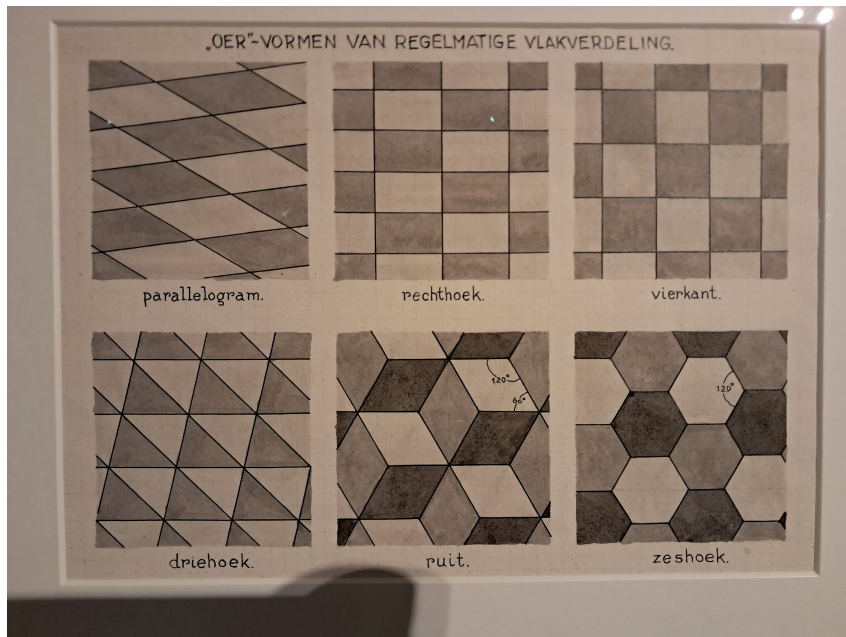 „OER"-VORMEN VAN REGELMATIGE VLAKVERDELING.
parallelogram.
rechthoek.
vierkant.
120°
60°
120°
driehoek.
ruit.
zeshoek.